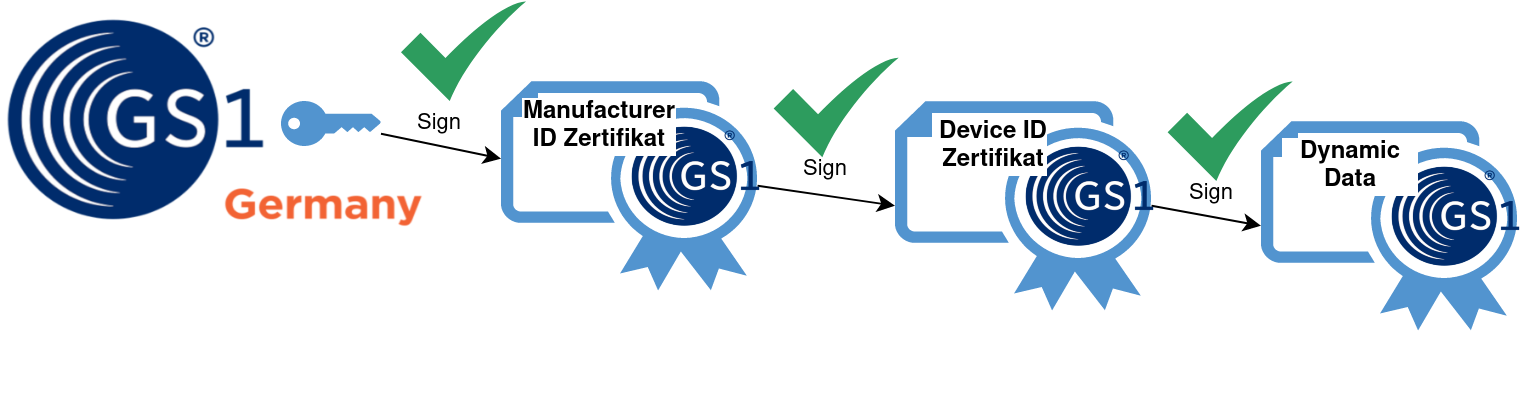 GS1®
Germany
Sign
Manufacturer
ID Zertifikat
GS1®
Sign
Device ID
Zertifikat
GS1®
Sign
Dynamic
Data
GS1®